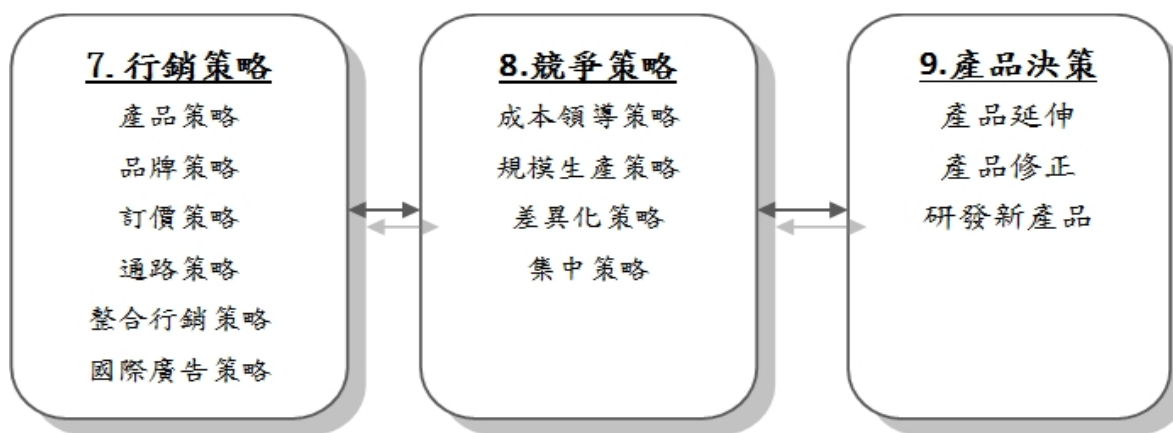 7.行銷策略
產品策略
品牌策略
訂價策略
通路策略
整合行銷策略
國際廣告策略
8.競爭策略
成本領導策略
規模生產策略
差異化策略
集中策略
9.產品決策
產品延伸
產品修正
研發新產品